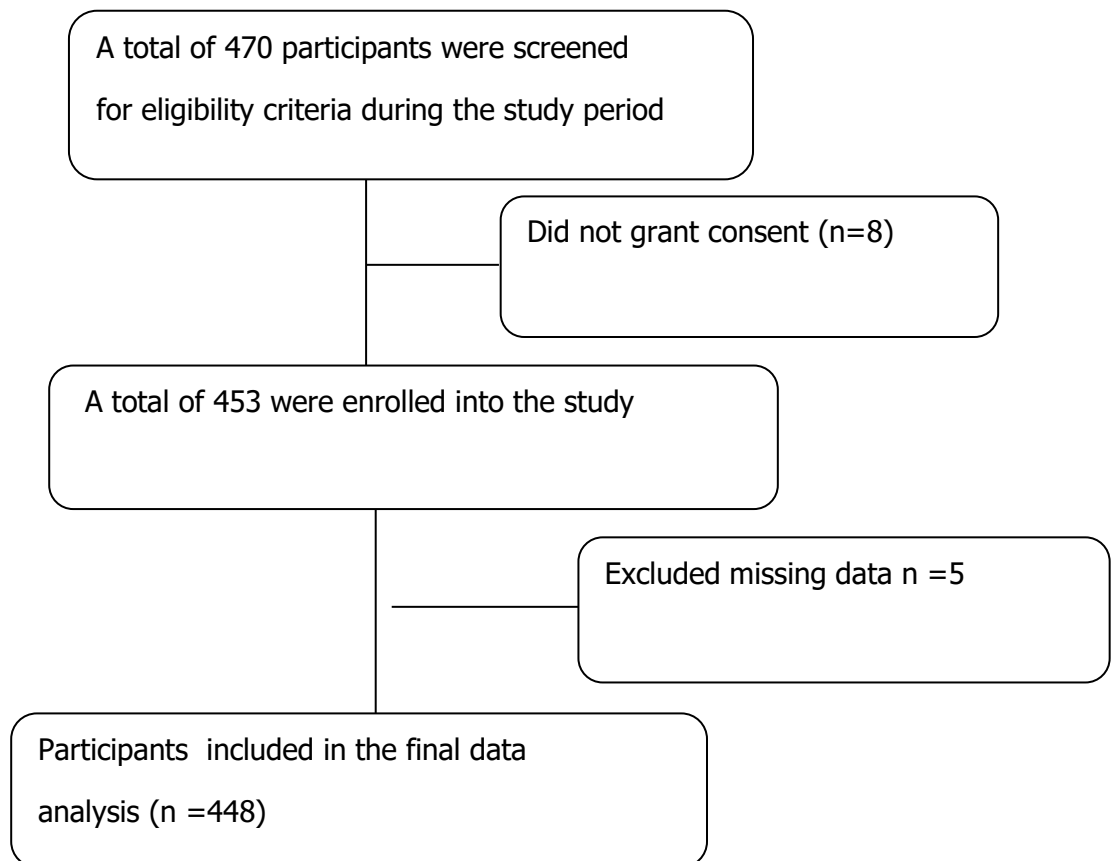 A total of 470 participants were screened
for eligibility criteria during the study period
Did not grant consent (n=8)
A total of 453 were enrolled into the study
Excluded missing data n =5
Participants  included in the final data
analysis (n =448)